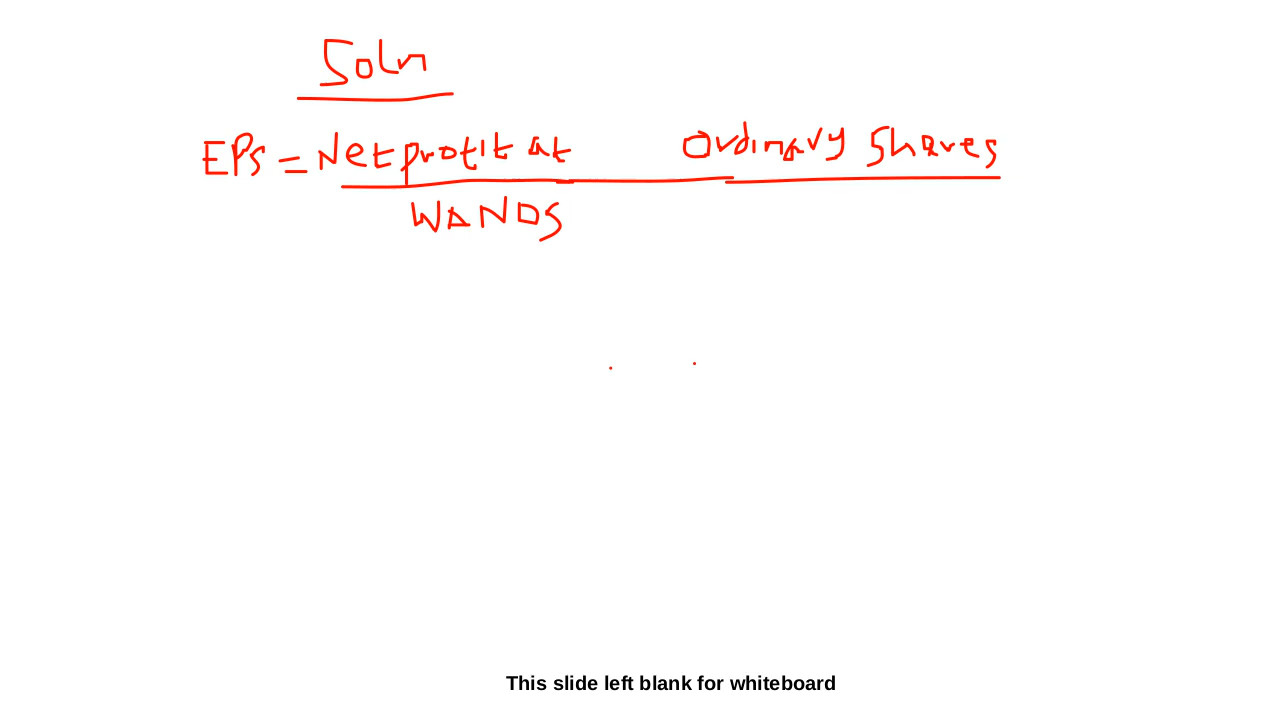 Soln
EPS = Net profit at ordinary shares
WANOS
This slide left blank for whiteboard